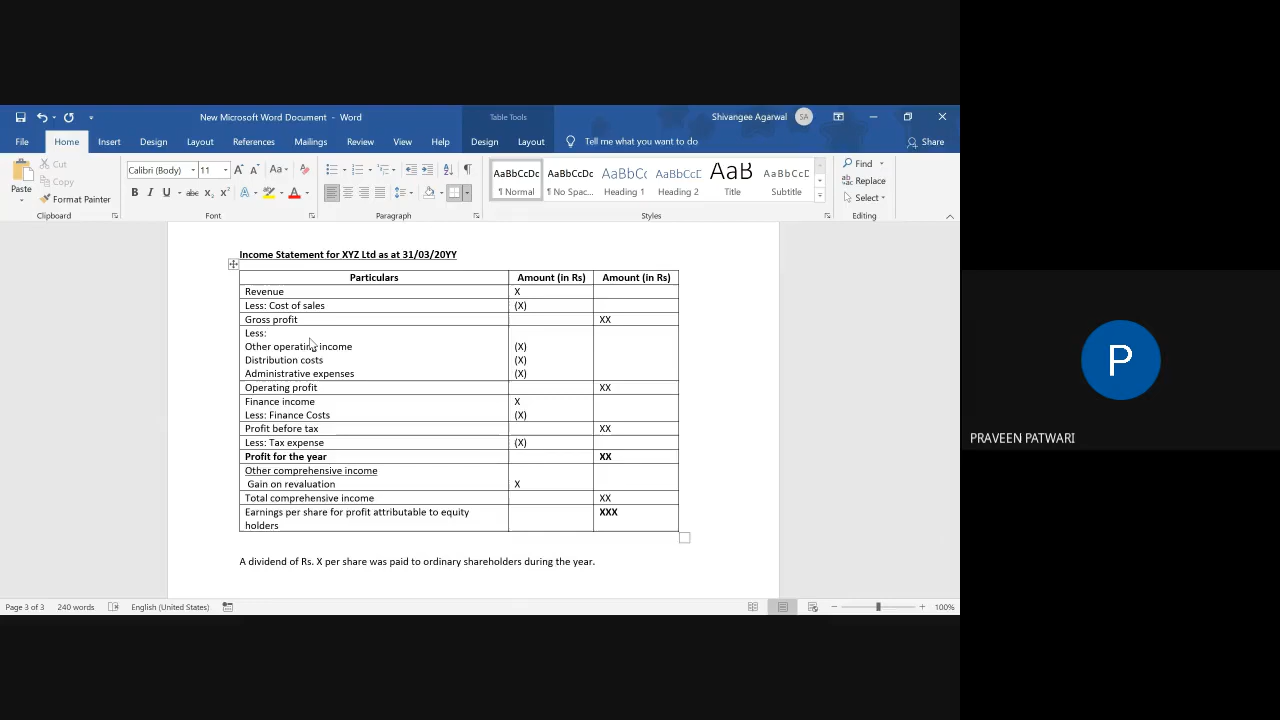 New Microsoft Word Document - Word
Table Tools
Shivangee Agarwal
SA
File
Home
Insert
Design
Layout
References
Mailings
Review
View
Help
Design
Layout
Tell me what you want to do
Share
Paste
Cut
Copy
Format Painter
Clipboard
Calibri (Body)
11
Font
Paragraph
AaBbCcDc
¶ Normal
AaBbCcDc
¶ No Spac...
AaBbCc
Heading 1
AaBbCcE
Heading 2
AaB
Title
AaBbCcD
Subtitle
Styles
Find
Replace
Select
Editing
Income Statement for XYZ Ltd as at 31/03/20YY
Particulars Amount (in Rs) Amount (in Rs)
Revenue X
Less: Cost of sales (X)
Gross profit XX
Less:
Other operating income (X)
Distribution costs (X)
Administrative expenses (X)
Operating profit XX
Finance income X
Less: Finance Costs (X)
Profit before tax XX
Less: Tax expense (X)
Profit for the year XX
Other comprehensive income
Gain on revaluation X
Total comprehensive income XX
Earnings per share for profit attributable to equity XXX
holders
A dividend of Rs. X per share was paid to ordinary shareholders during the year.
Page 3 of 3
240 words
English (United States)
100%
P
PRAVEEN PATWARI